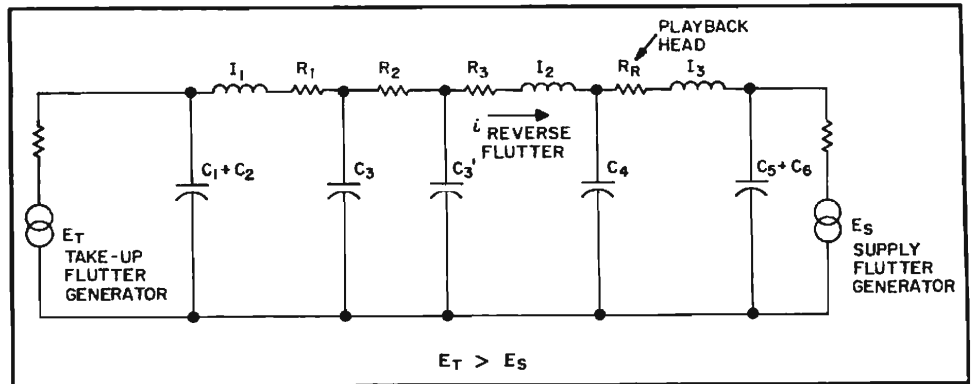 PLAYBACK
HEAD
I1 R1 R2 R3 I2 RR I3
i
REVERSE
FLUTTER
C1 + C2 C3 C3' C4 C5 + C6
ET
TAKE-UP
FLUTTER
GENERATOR
ES
SUPPLY
FLUTTER
GENERATOR
ET > ES